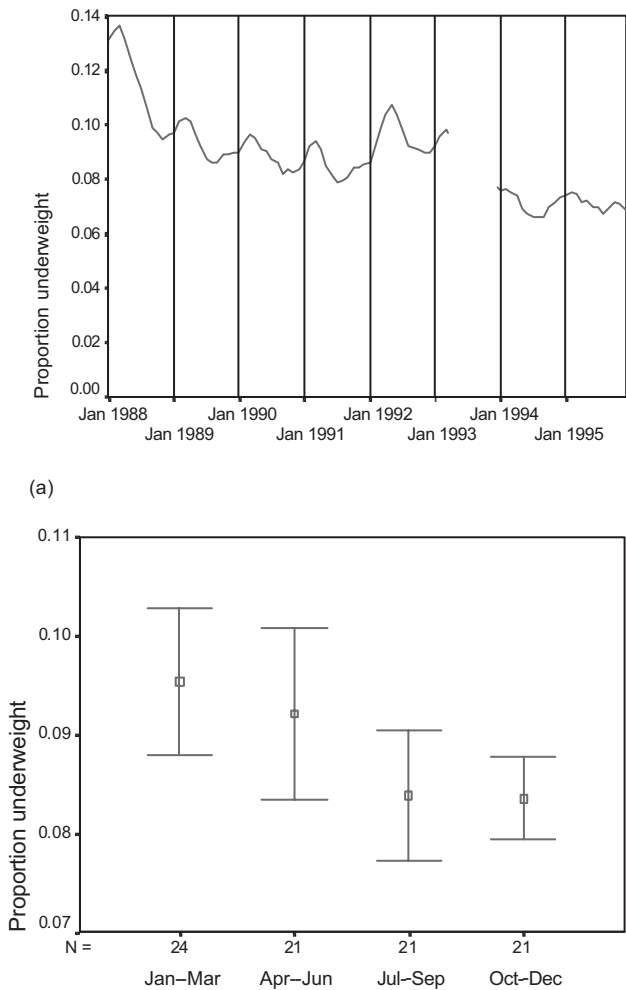 Proportion underweight
0.14
0.12
0.10
0.08
0.06
0.04
0.02
0.00
Jan 1988 Jan 1990 Jan 1992 Jan 1994
Jan 1989 Jan 1991 Jan 1993 Jan 1995
(a)
Proportion underweight
0.11
0.10
0.09
0.08
0.07
N = 24 21 21 21
Jan–Mar Apr–Jun Jul–Sep Oct–Dec